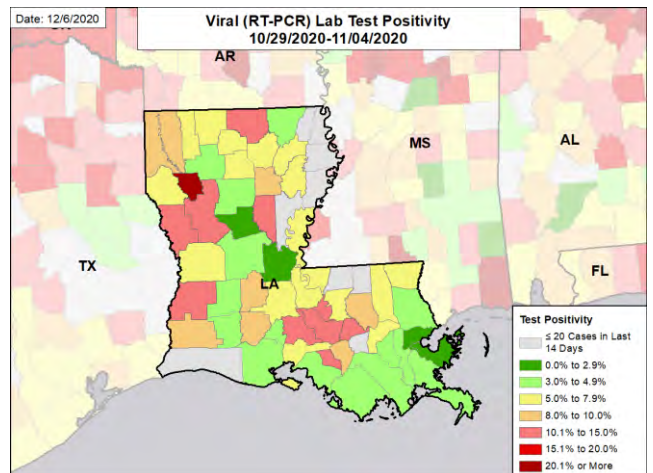 Date: 12/6/2020
Viral (RT-PCR) Lab Test Positivity
10/29/2020-11/04/2020
AR
MS
AL
TX
LA
FL
Test Positivity
≤ 20 Cases in Last
14 Days
0.0% to 2.9%
3.0% to 4.9%
5.0% to 7.9%
8.0% to 10.0%
10.1% to 15.0%
15.1% to 20.0%
20.1% or More